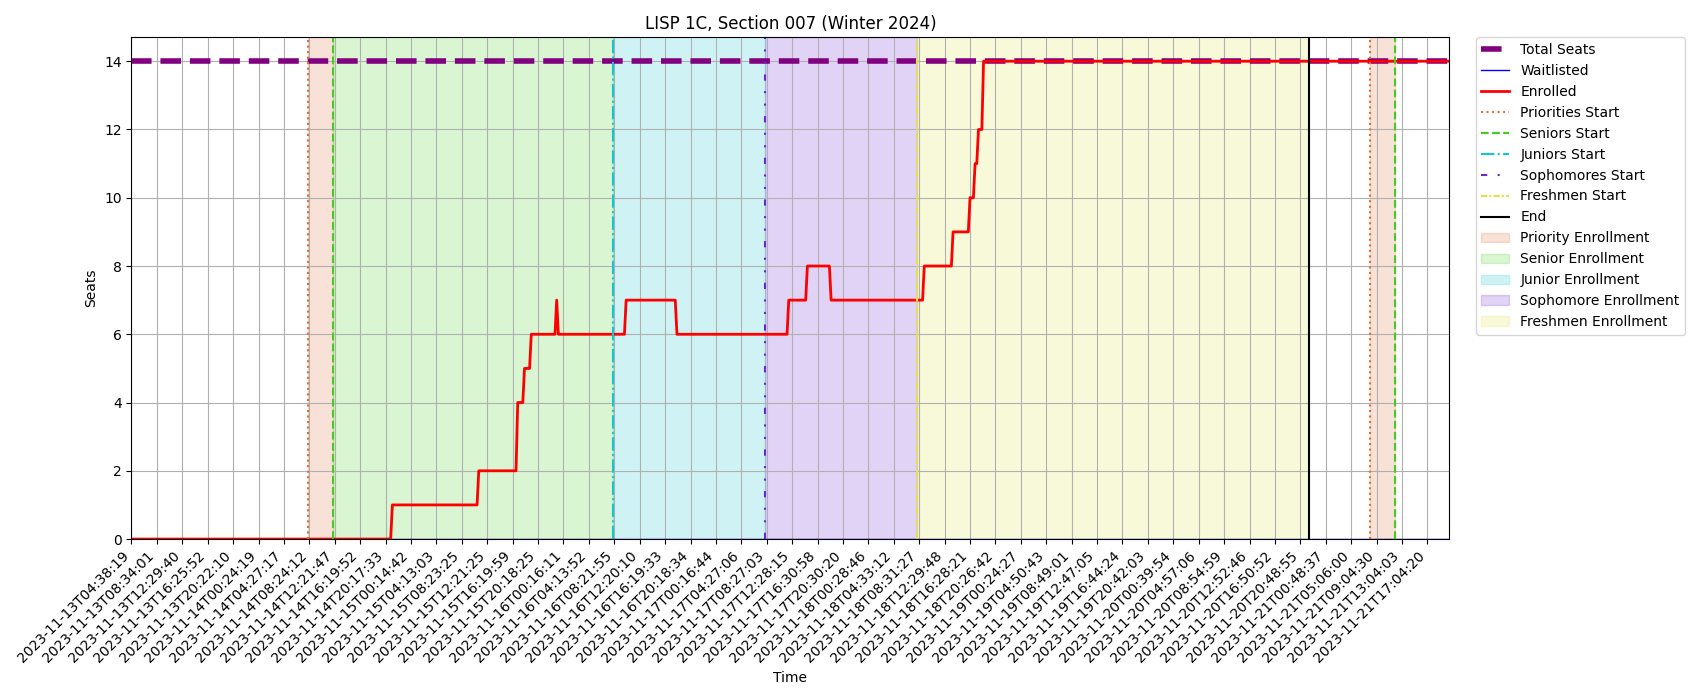 LISP 1C, Section 007 (Winter 2024)
Seats
14
12
10
8
6
4
2
0
2023-11-13T04:38:19
2023-11-13T08:34:01
2023-11-13T12:29:40
2023-11-13T16:25:52
2023-11-13T20:22:10
2023-11-14T00:24:19
2023-11-14T04:27:17
2023-11-14T08:24:12
2023-11-14T12:21:47
2023-11-14T16:19:52
2023-11-14T20:17:33
2023-11-15T00:14:42
2023-11-15T04:13:03
2023-11-15T08:23:25
2023-11-15T12:21:25
2023-11-15T16:19:59
2023-11-15T20:18:25
2023-11-16T00:16:11
2023-11-16T04:13:52
2023-11-16T08:21:55
2023-11-16T12:20:10
2023-11-16T16:19:33
2023-11-16T20:18:34
2023-11-17T00:16:44
2023-11-17T04:27:06
2023-11-17T08:27:03
2023-11-17T12:28:15
2023-11-17T16:30:58
2023-11-17T20:30:20
2023-11-18T00:28:46
2023-11-18T04:33:12
2023-11-18T08:31:27
2023-11-18T12:29:48
2023-11-18T16:28:21
2023-11-18T20:26:42
2023-11-19T00:24:27
2023-11-19T04:50:43
2023-11-19T08:49:01
2023-11-19T12:47:05
2023-11-19T16:44:24
2023-11-19T20:42:03
2023-11-20T00:39:54
2023-11-20T04:57:06
2023-11-20T08:54:59
2023-11-20T12:52:46
2023-11-20T16:50:52
2023-11-20T20:48:55
2023-11-21T00:48:37
2023-11-21T05:06:00
2023-11-21T09:04:30
2023-11-21T13:04:03
2023-11-21T17:04:20
Time
Total Seats
Waitlisted
Enrolled
Priorities Start
Seniors Start
Juniors Start
Sophomores Start
Freshmen Start
End
Priority Enrollment
Senior Enrollment
Junior Enrollment
Sophomore Enrollment
Freshmen Enrollment